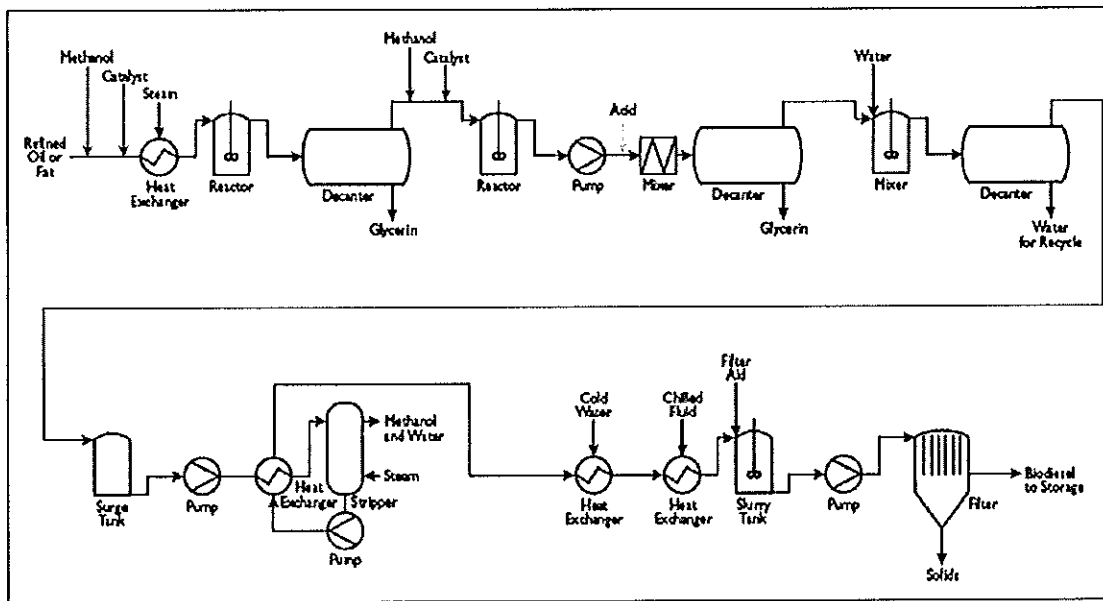 Methanol
Catalyst
Steam
Refined
Oil or
Fat
Heat
Exchanger
Reactor
Decanter
Glycerin
Methanol
Catalyst
Reactor
Pump
Acid
Mixer
Decanter
Glycerin
Water
Mixer
Decanter
Water
for Recycle
Surge
Tank
Pump
Heat
Exchanger
Methanol
and Water
Steam
Stripper
Pump
Cold
Water
Heat
Exchanger
Chilled
Fluid
Heat
Exchanger
Filter
Aid
Slurry
Tank
Pump
Filter
Biodiesel
to Storage
Solids